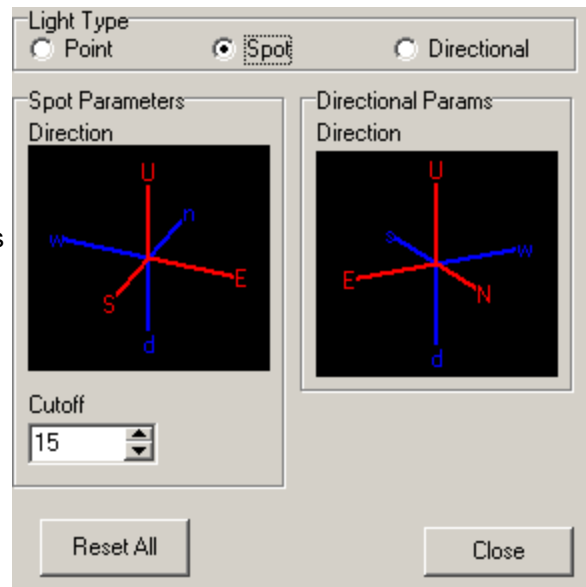 Light Type
Point Spot Directional
Spot Parameters
Direction
U
n
w
E
S
d
Cutoff
15
Directional Params
Direction
U
s
w
E
N
d
Reset All
Close
s